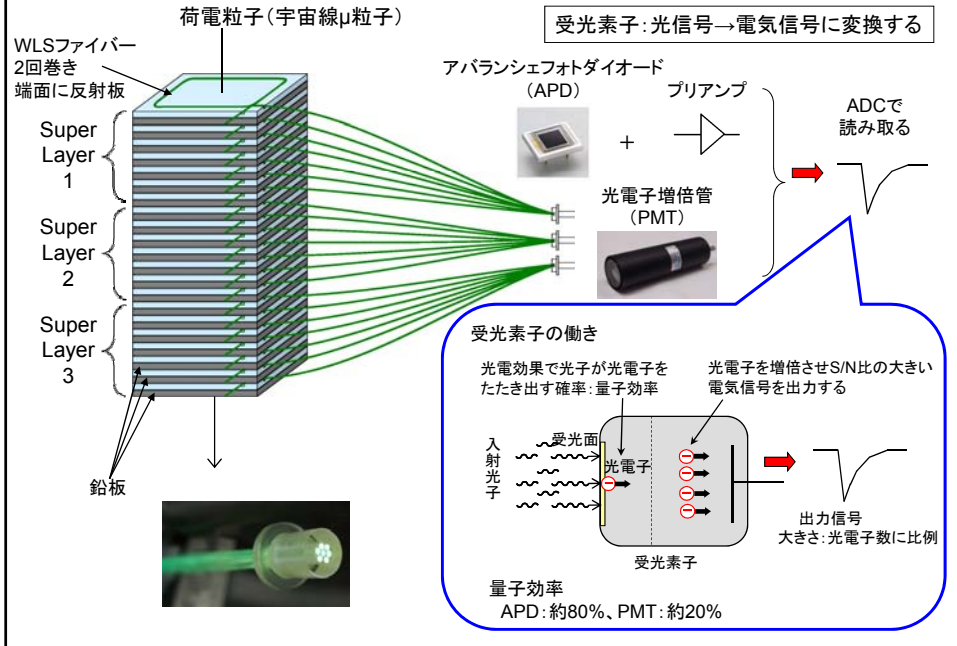 荷電粒子(宇宙線μ粒子)
WLSファイバー
2回巻き
端面に反射板
Super
Layer
1
Super
Layer
2
Super
Layer
3
鉛板
受光素子：光信号→電気信号に変換する
アバランシェフォトダイオード
(APD)
+
プリアンプ
光電子増倍管
(PMT)
ADCで
読み取る
受光素子の働き
光電効果で光子が光電子を
たたき出す確率：量子効率
光電子を増倍させS/N比の大きい
電気信号を出力する
入射光子
受光面
光電子
受光素子
出力信号
大きさ：光電子数に比例
量子効率
APD：約80%、PMT：約20%